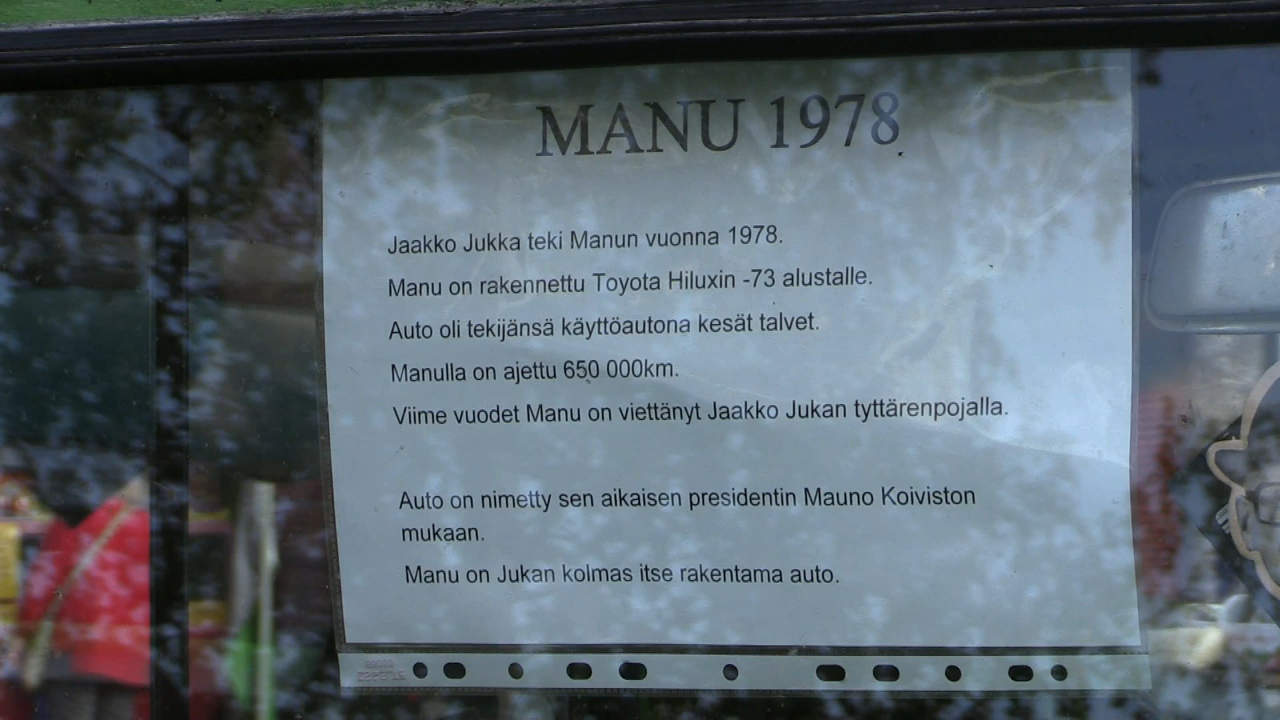 MANU 1978
Jaakko Jukka teki Manun vuonna 1978.
Manu on rakennettu Toyota Hiluxin -73 alustalle.
Auto oli tekijänsä käyttöautona kesät talvet.
Manulla on ajettu 650 000km.
Viime vuodet Manu on viettänyt Jaakko Jukan tyttärenpojalla.
Auto on nimetty sen aikaisen presidentin Mauno Koiviston
mukaan.
Manu on Jukan kolmas itse rakentama auto.